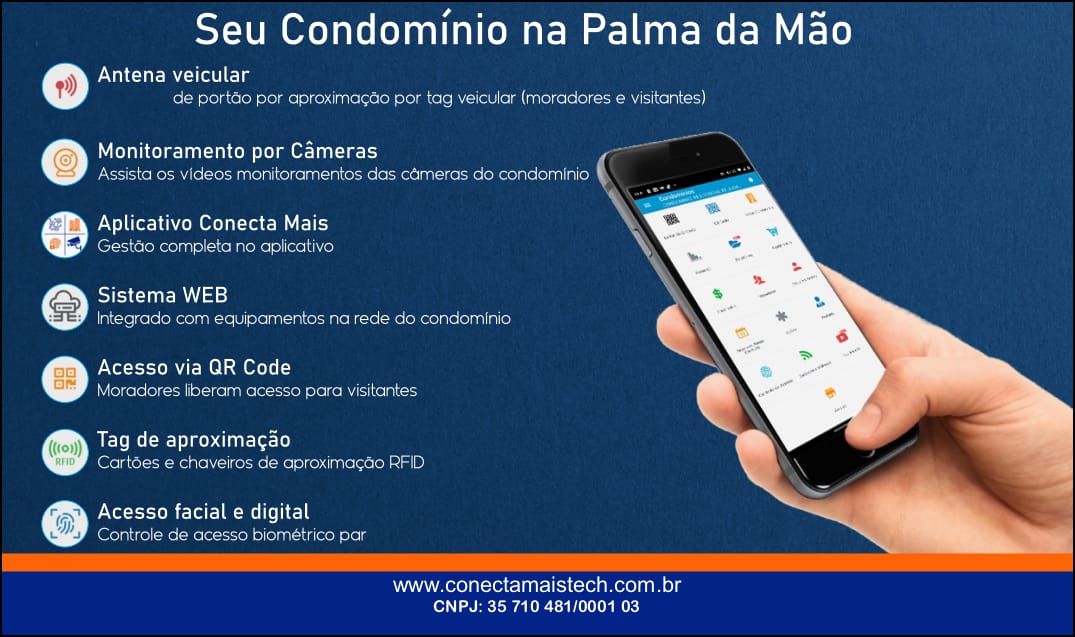 Seu Condomínio na Palma da Mão
Antena veicular
de portão por aproximação por tag veicular (moradores e visitantes)
Monitoramento por Câmeras
Assista os vídeos monitoramentos das câmeras do condomínio
Aplicativo Conecta Mais
Gestão completa no aplicativo
Sistema WEB
Integrado com equipamentos na rede do condomínio
Acesso via QR Code
Moradores liberam acesso para visitantes
Tag de aproximação
RFID
Cartões e chaveiros de aproximação RFID
Acesso facial e digital
Controle de acesso biométrico par
Condomínios
QR Code
www.conectamaistech.com.br
CNPJ: 35 710 481/0001 03